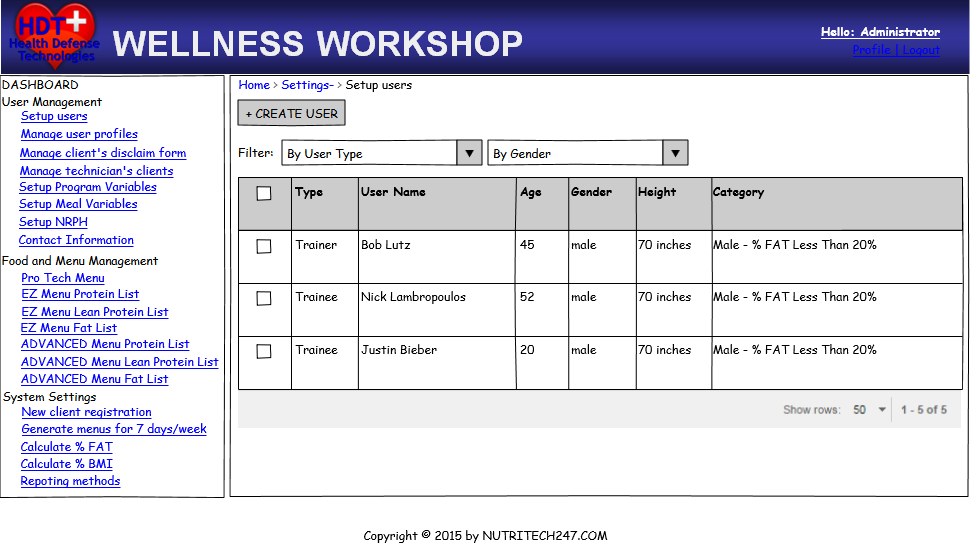 HDT
Health Defense
Technologies
WELLNESS WORKSHOP
Hello: Administrator
Profile | Logout
DASHBOARD
User Management
Setup users
Manage user profiles
Manage client's disclaim form
Manage technician's clients
Setup Program Variables
Setup Meal Variables
Setup NRPH
Contact Information
Food and Menu Management
Pro Tech Menu
EZ Menu Protein List
EZ Menu Lean Protein List
EZ Menu Fat List
ADVANCED Menu Protein List
ADVANCED Menu Lean Protein List
ADVANCED Menu Fat List
System Settings
New client registration
Generate menus for 7 days/week
Calculate % FAT
Calculate % BMI
Repoting methods
Home > Settings- > Setup users
+ CREATE USER
Filter: By User Type By Gender
Type User Name Age Gender Height Category
Trainer Bob Lutz 45 male 70 inches Male - % FAT Less Than 20%
Trainee Nick Lambropoulos 52 male 70 inches Male - % FAT Less Than 20%
Trainee Justin Bieber 20 male 70 inches Male - % FAT Less Than 20%
Show rows: 50 1 - 5 of 5
Copyright © 2015 by NUTRITECH247.COM